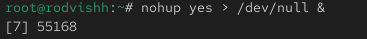 root@rodvishh:~# nohup yes > /dev/null &
[7] 55168